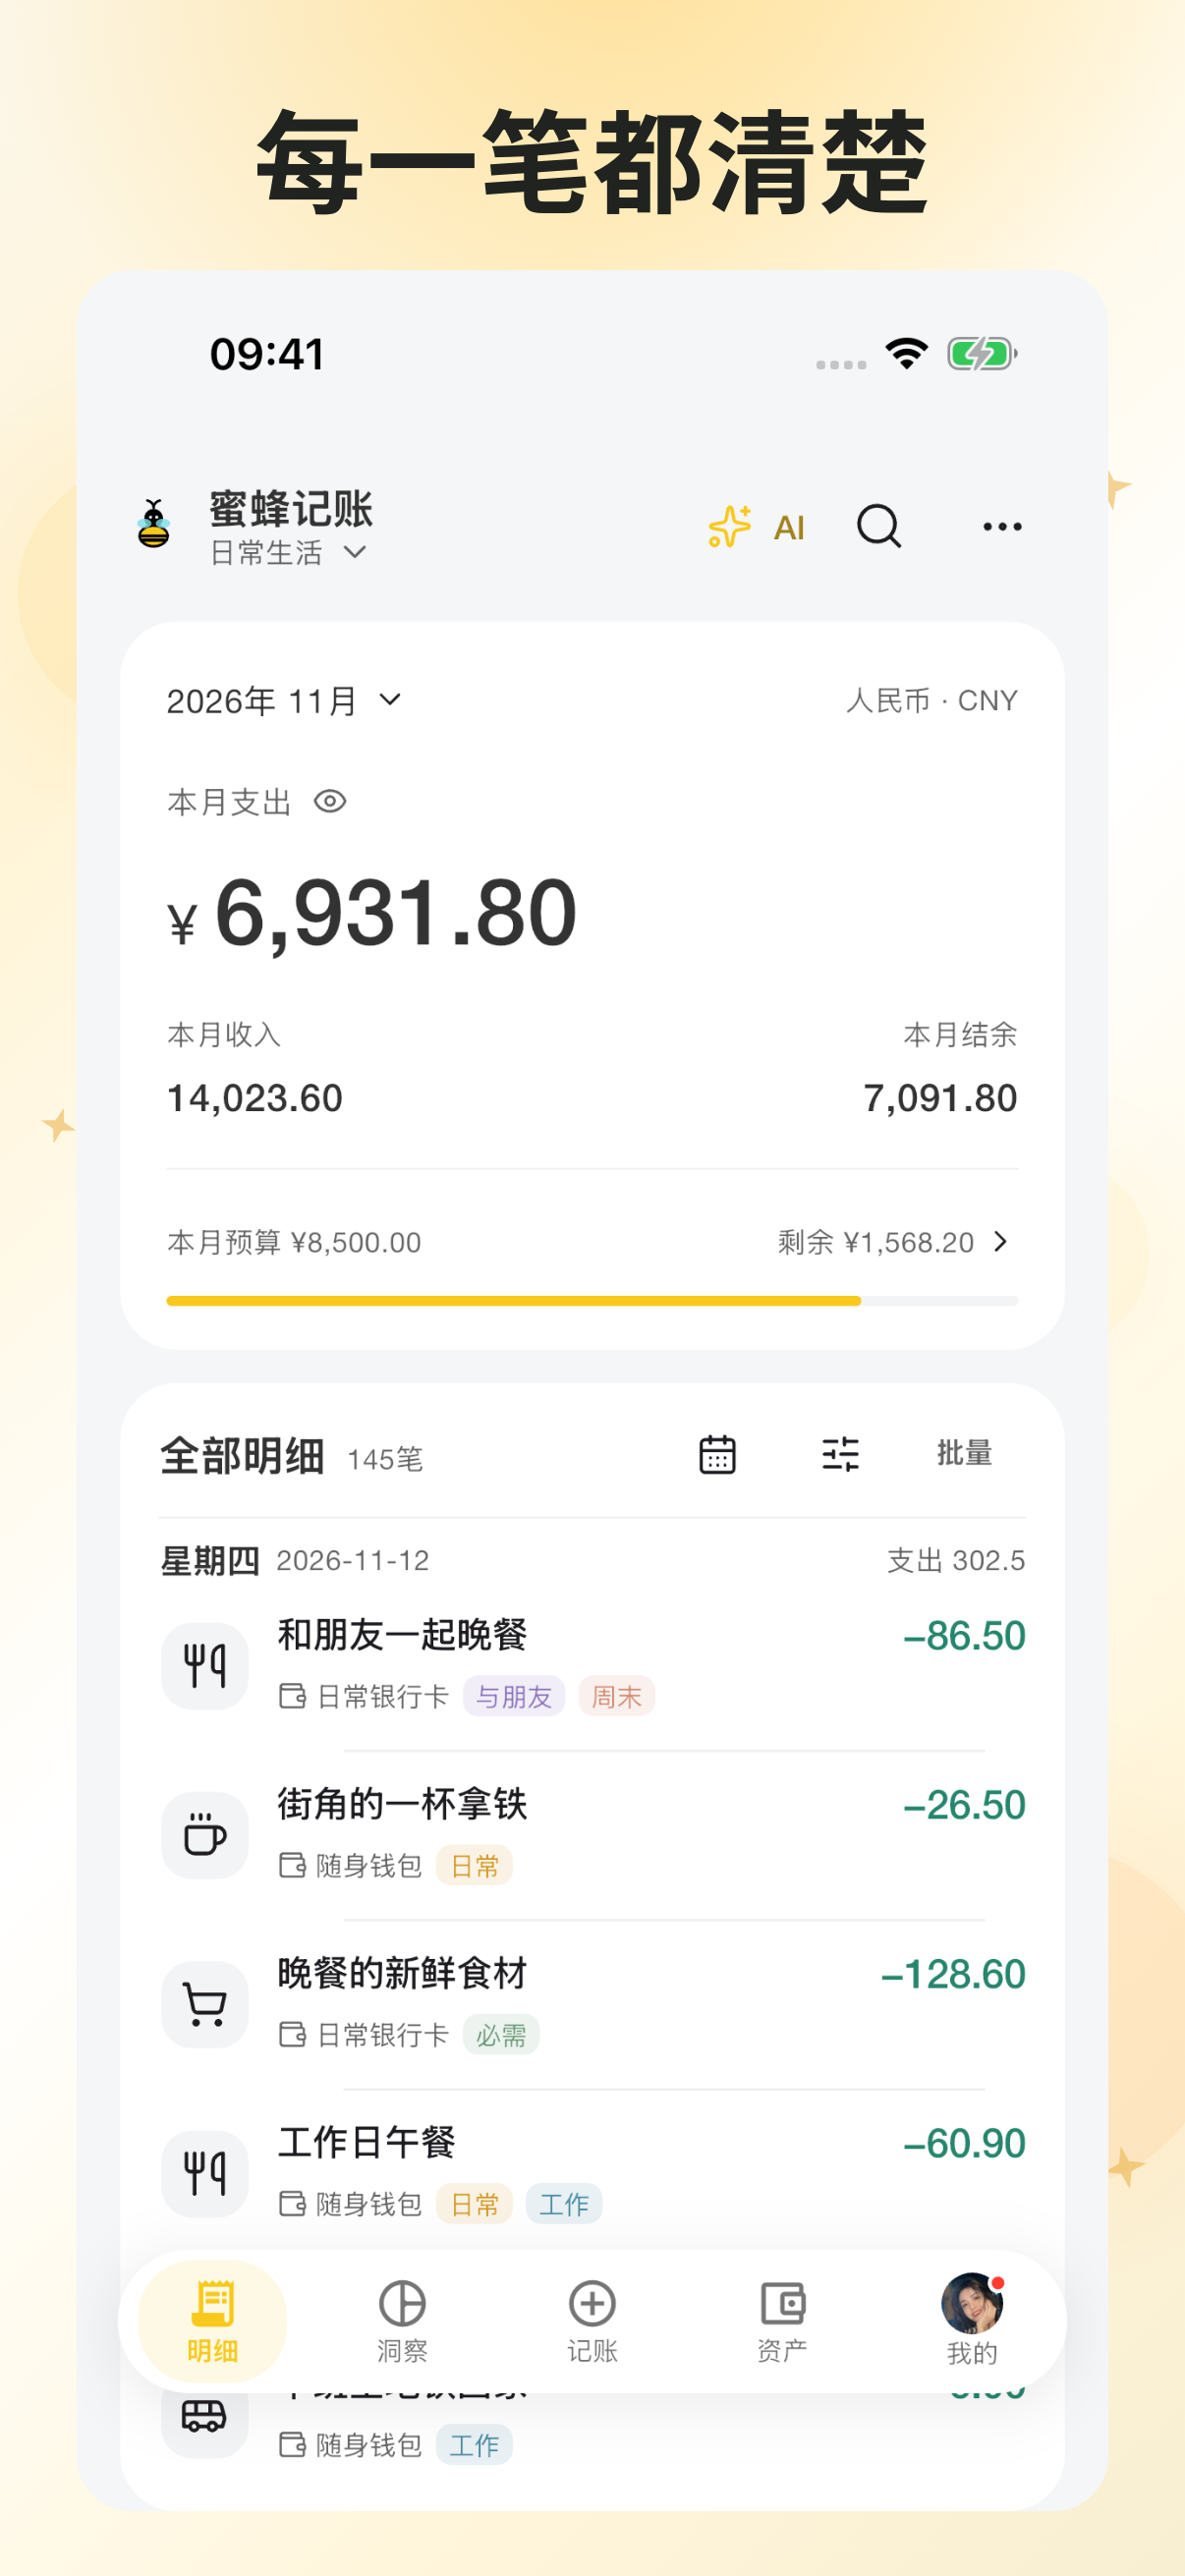 每一笔都清楚
09:41
蜜蜂记账
日常生活
AI
2026年 11月
人民币 · CNY
本月支出
¥ 6,931.80
本月收入
本月结余
14,023.60
7,091.80
本月预算 ¥8,500.00
剩余 ¥1,568.20
全部明细 145笔
批量
星期四 2026-11-12
支出 302.5
和朋友一起晚餐
-86.50
日常银行卡 与朋友 周末
街角的一杯拿铁
-26.50
随身钱包 日常
晚餐的新鲜食材
-128.60
日常银行卡 必需
工作日午餐
-60.90
随身钱包 日常 工作
明细
洞察
记账
资产
我的
随身钱包 工作